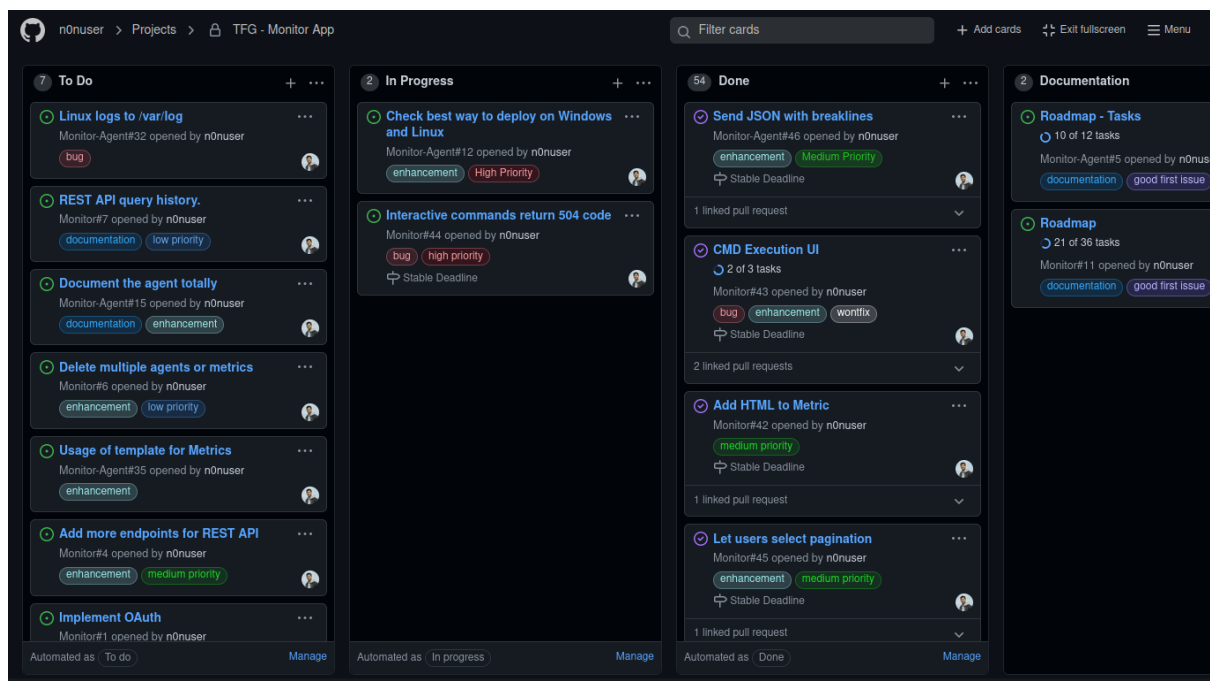 n0nuser > Projects > TFG - Monitor App
Filter cards
+ Add cards
Exit fullscreen
Menu
7 To Do
Linux logs to /var/log
Monitor-Agent#32 opened by n0nuser
bug
REST API query history.
Monitor#7 opened by n0nuser
documentation low priority
Document the agent totally
Monitor-Agent#15 opened by n0nuser
documentation enhancement
Delete multiple agents or metrics
Monitor#6 opened by n0nuser
enhancement low priority
Usage of template for Metrics
Monitor-Agent#35 opened by n0nuser
enhancement
Add more endpoints for REST API
Monitor#4 opened by n0nuser
enhancement medium priority
Implement OAuth
Monitor#1 opened by n0nuser
Automated as To do Manage
2 In Progress
Check best way to deploy on Windows
and Linux
Monitor-Agent#12 opened by n0nuser
enhancement High Priority
Interactive commands return 504 code
Monitor#44 opened by n0nuser
bug high priority
Stable Deadline
Automated as In progress Manage
54 Done
Send JSON with breaklines
Monitor-Agent#46 opened by n0nuser
enhancement Medium Priority
Stable Deadline
1 linked pull request
CMD Execution UI
2 of 3 tasks
Monitor#43 opened by n0nuser
bug enhancement wontfix
Stable Deadline
2 linked pull requests
Add HTML to Metric
Monitor#42 opened by n0nuser
medium priority
Stable Deadline
1 linked pull request
Let users select pagination
Monitor#45 opened by n0nuser
enhancement medium priority
Stable Deadline
1 linked pull request
Automated as Done Manage
2 Documentation
Roadmap - Tasks
10 of 12 tasks
Monitor-Agent#5 opened by n0nus
documentation good first issue
Roadmap
21 of 36 tasks
Monitor#11 opened by n0nuser
documentation good first issue